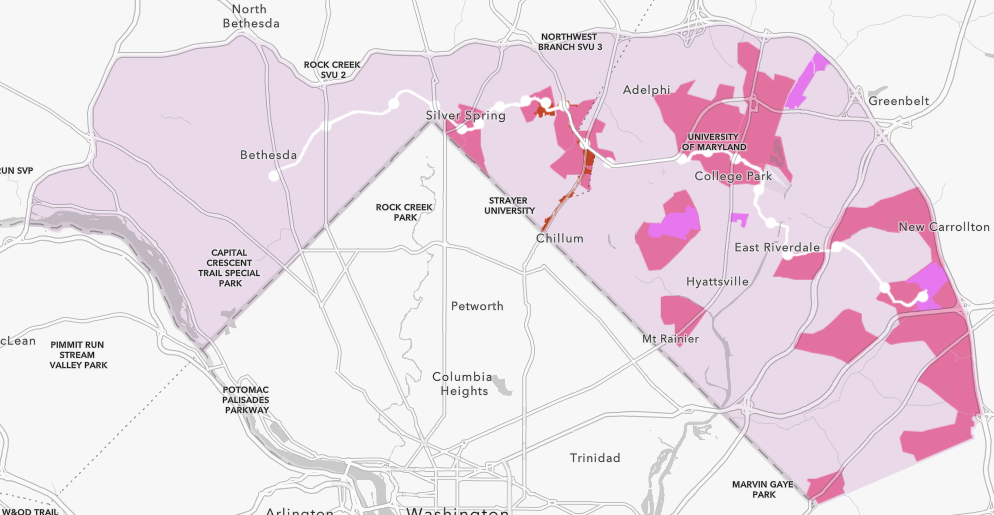 North
Bethesda
NORTHWEST
BRANCH SVU 3
ROCK CREEK
SVU 2
Adelphi
Greenbelt
Silver Spring
UNIVERSITY
OF MARYLAND
Bethesda
RUN SVP
College Park
ROCK CREEK
PARK
STRAYER
UNIVERSITY
New Carrollton
Chillum
East Riverdale
CAPITAL
CRESCENT
TRAIL SPECIAL
PARK
Hyattsville
Petworth
Mt Rainier
cLean
PIMMIT RUN
STREAM
VALLEY PARK
Columbia
Heights
POTOMAC
PALISADES
PARKWAY
Trinidad
MARVIN GAYE
PARK
W&OD TRAIL
Arlington
Washington